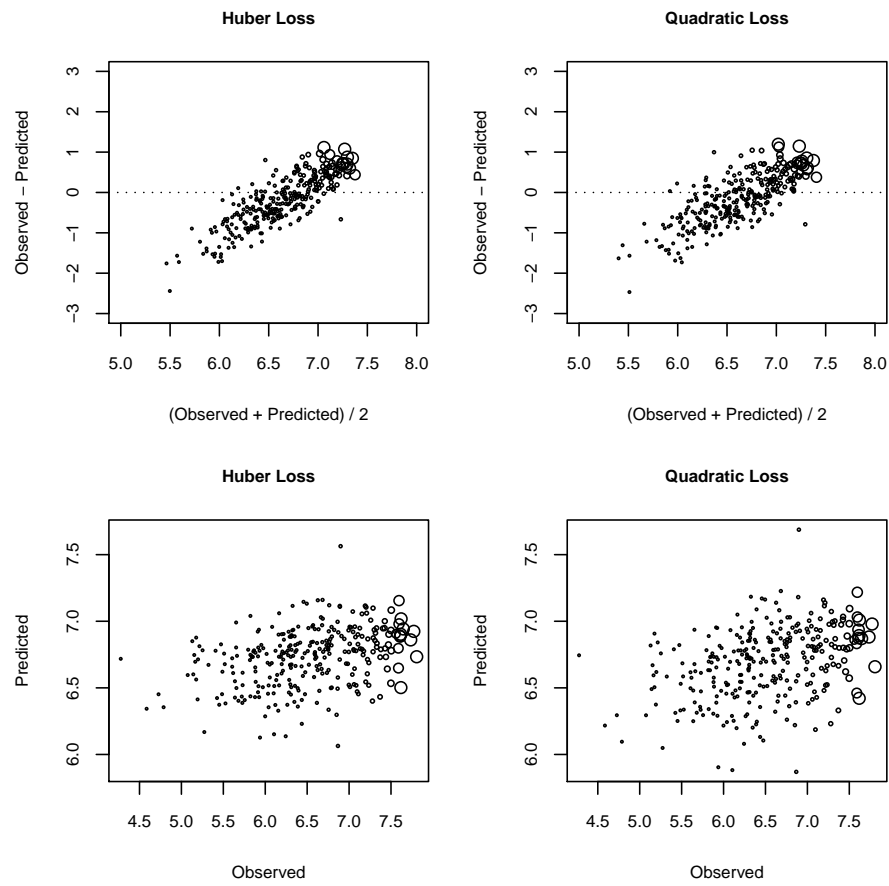 Huber Loss
Observed − Predicted
3
2
1
0
−1
−2
−3
5.0 5.5 6.0 6.5 7.0 7.5 8.0
(Observed + Predicted) / 2
Quadratic Loss
Observed − Predicted
3
2
1
0
−1
−2
−3
5.0 5.5 6.0 6.5 7.0 7.5 8.0
(Observed + Predicted) / 2
Huber Loss
Predicted
7.5
7.0
6.5
6.0
4.5 5.0 5.5 6.0 6.5 7.0 7.5
Observed
Quadratic Loss
Predicted
7.5
7.0
6.5
6.0
4.5 5.0 5.5 6.0 6.5 7.0 7.5
Observed